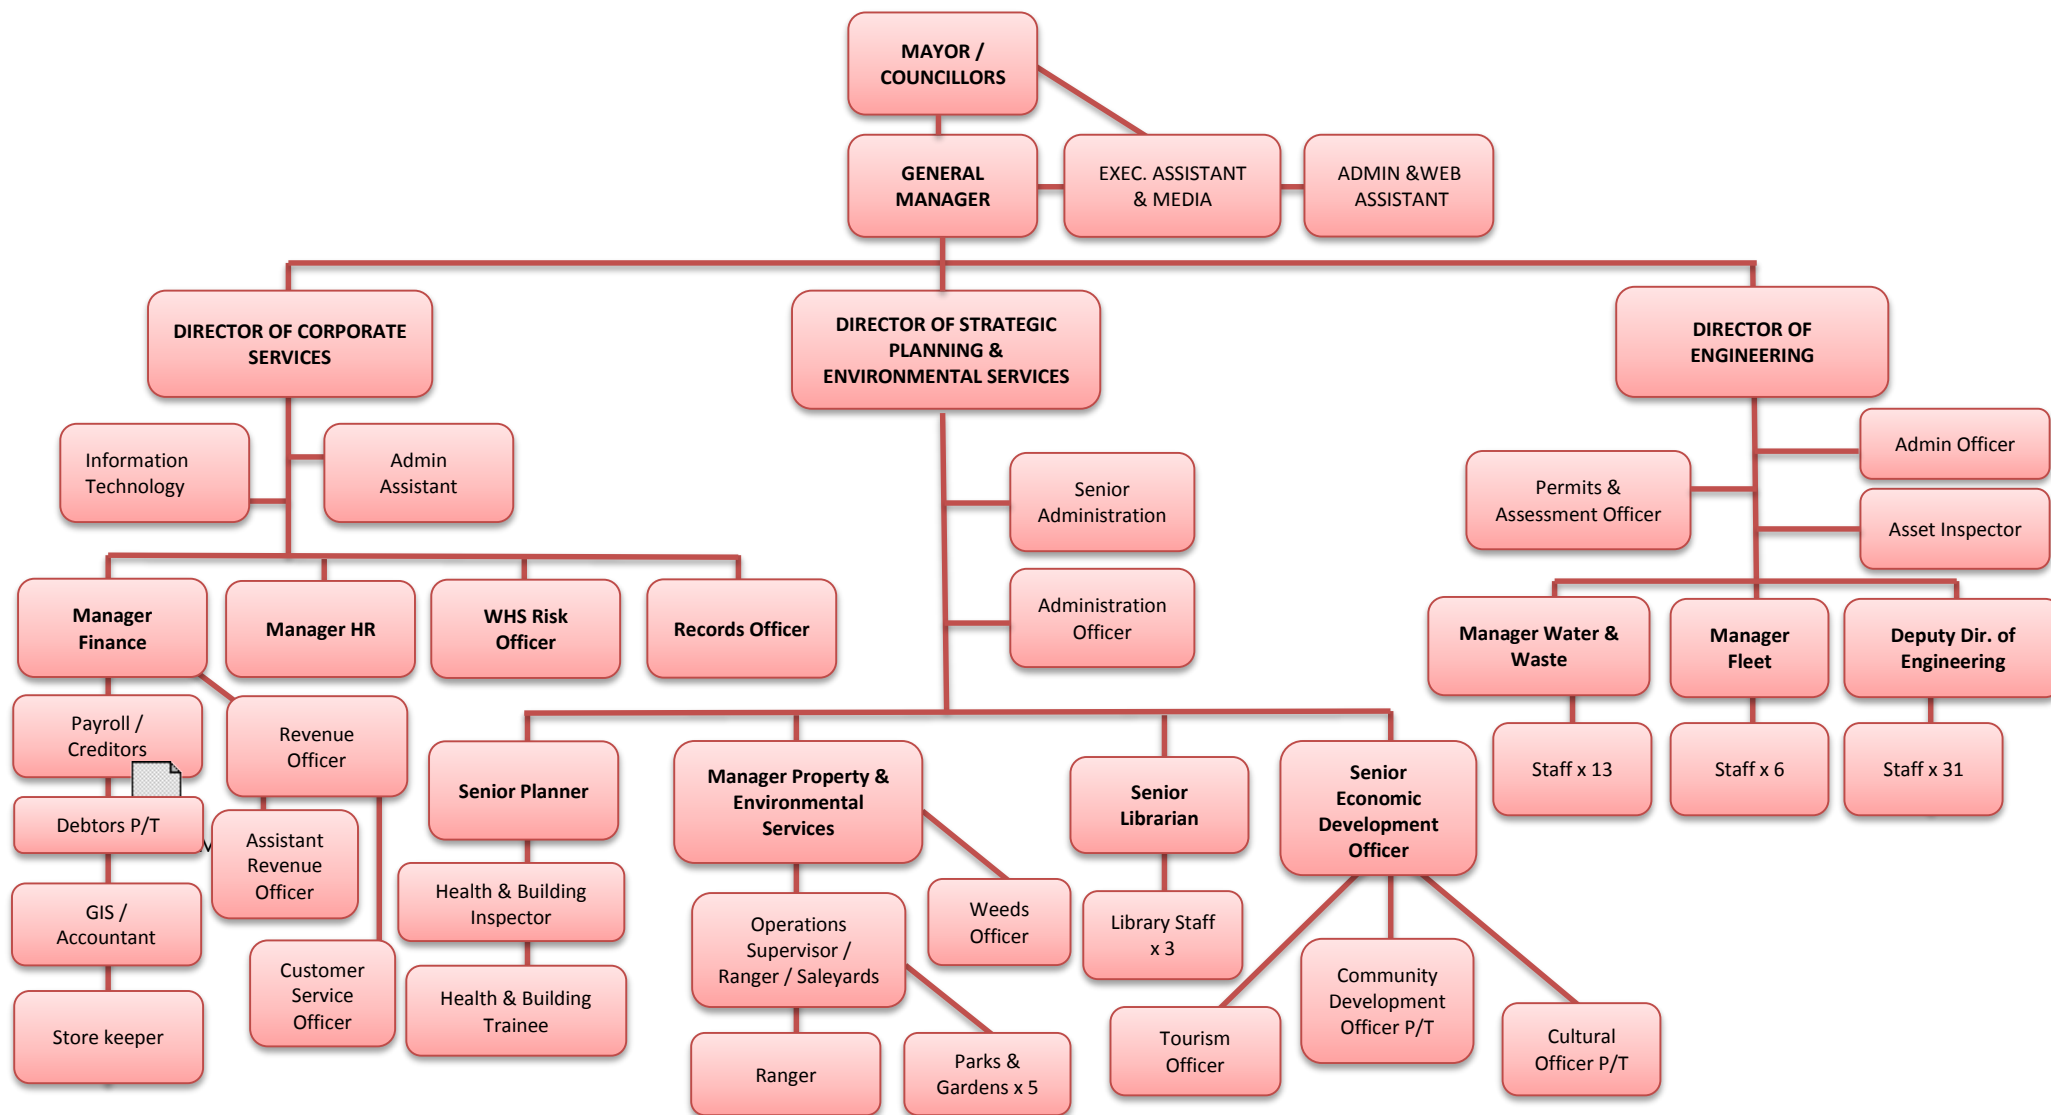 MAYOR /
COUNCILLORS
GENERAL
MANAGER
EXEC. ASSISTANT
& MEDIA
ADMIN &WEB
ASSISTANT
DIRECTOR OF CORPORATE
SERVICES
DIRECTOR OF STRATEGIC
PLANNING &
ENVIRONMENTAL SERVICES
DIRECTOR OF
ENGINEERING
Information
Technology
Admin
Assistant
Senior
Administration
Administration
Officer
Permits &
Assessment Officer
Admin Officer
Asset Inspector
Manager
Finance
Manager HR
WHS Risk
Officer
Records Officer
Manager Water &
Waste
Manager
Fleet
Deputy Dir. of
Engineering
Payroll /
Creditors
Revenue
Officer
Staff x 13
Staff x 6
Staff x 31
Debtors P/T
Assistant
Revenue
Officer
GIS /
Accountant
Customer
Service
Officer
Store keeper
Senior Planner
Health & Building
Inspector
Health & Building
Trainee
Manager Property &
Environmental
Services
Operations
Supervisor /
Ranger / Saleyards
Weeds
Officer
Ranger
Parks &
Gardens x 5
Senior
Librarian
Library Staff
x 3
Senior
Economic
Development
Officer
Tourism
Officer
Community
Development
Officer P/T
Cultural
Officer P/T